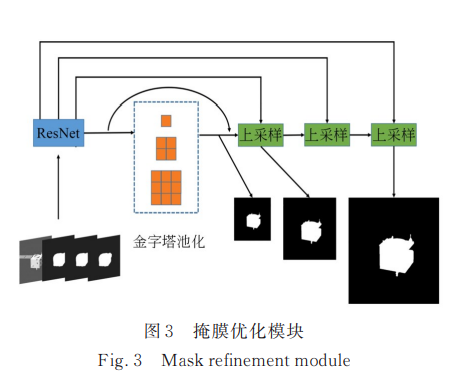 ResNet
上采样
上采样
上采样
金字塔池化
图3 掩膜优化模块
Fig. 3 Mask refinement module